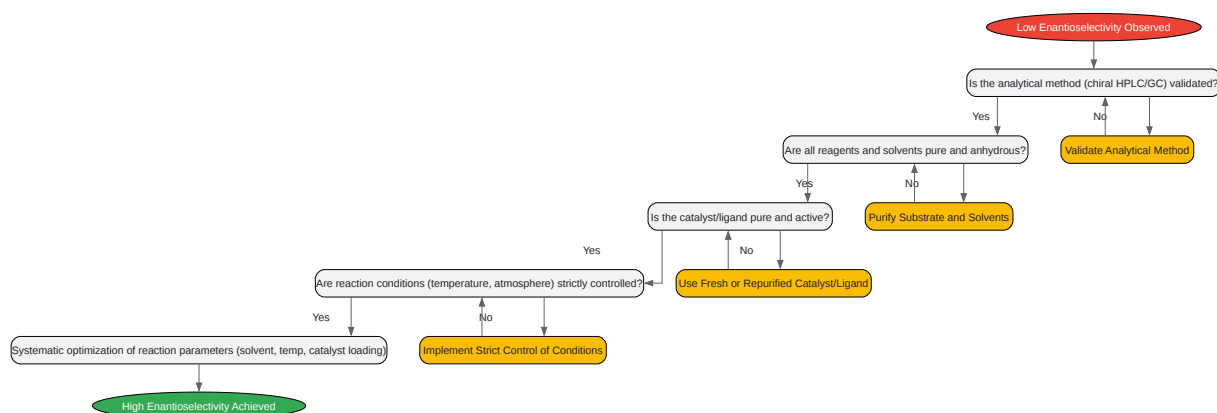 Low Enantioselectivity Observed
Is the analytical method (chiral HPLC/GC) validated?
Yes
No
Are all reagents and solvents pure and anhydrous?
Validate Analytical Method
Yes
No
Is the catalyst/ligand pure and active?
Purify Substrate and Solvents
Yes
No
Are reaction conditions (temperature, atmosphere) strictly controlled?
Use Fresh or Repurified Catalyst/Ligand
Yes
No
Systematic optimization of reaction parameters (solvent, temp, catalyst loading)
Implement Strict Control of Conditions
High Enantioselectivity Achieved